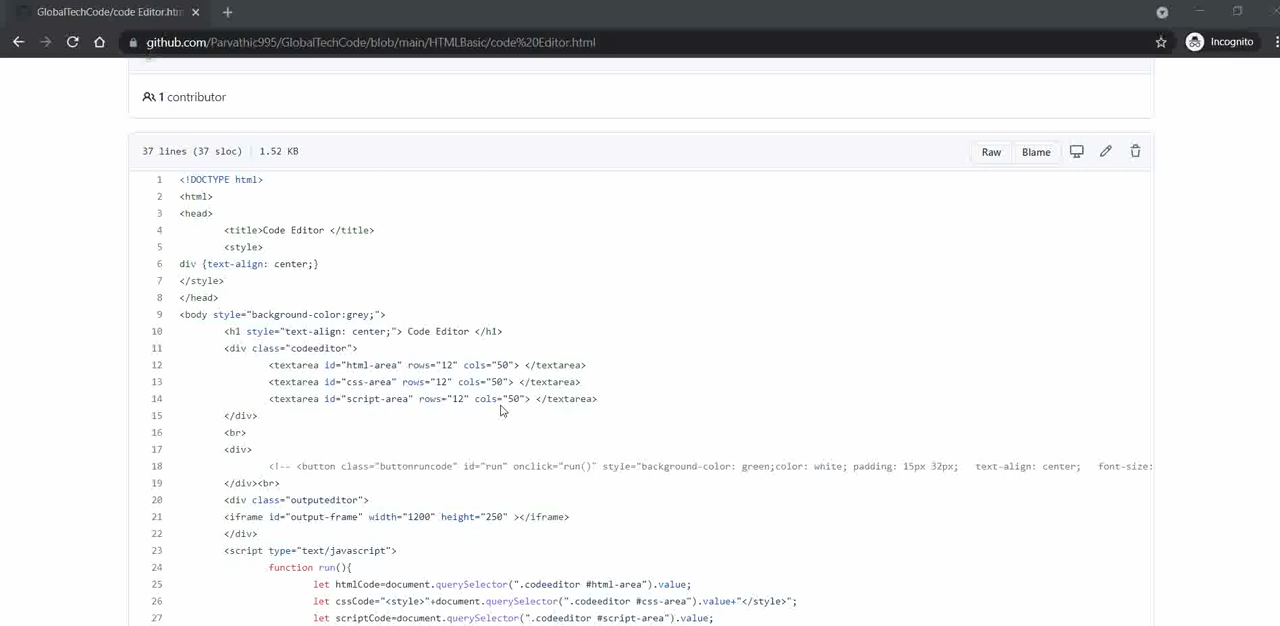 GlobalTechCode/code Editor.htm
github.com/Parvathic995/GlobalTechCode/blob/main/HTMLBasic/code%20Editor.html
Incognito
1 contributor
37 lines (37 sloc) 1.52 KB
Raw Blame
1 <!DOCTYPE html>
2 <html>
3 <head>
4 <title>Code Editor </title>
5 <style>
6 div {text-align: center;}
7 </style>
8 </head>
9 <body style="background-color:grey;">
10 <h1 style="text-align: center;"> Code Editor </h1>
11 <div class="codeeditor">
12 <textarea id="html-area" rows="12" cols="50"> </textarea>
13 <textarea id="css-area" rows="12" cols="50"> </textarea>
14 <textarea id="script-area" rows="12" cols="50"> </textarea>
15 </div>
16 <br>
17 <div>
18 <!-- <button class="buttonruncode" id="run" onclick="run()" style="background-color: green;color: white; padding: 15px 32px; text-align: center; font-size:
19 </div><br>
20 <div class="outputeditor">
21 <iframe id="output-frame" width="1200" height="250" ></iframe>
22 </div>
23 <script type="text/javascript">
24 function run(){
25 let htmlCode=document.querySelector(".codeeditor #html-area").value;
26 let cssCode="<style>"+document.querySelector(".codeeditor #css-area").value+"</style>";
27 let scriptCode=document.querySelector(".codeeditor #script-area").value;